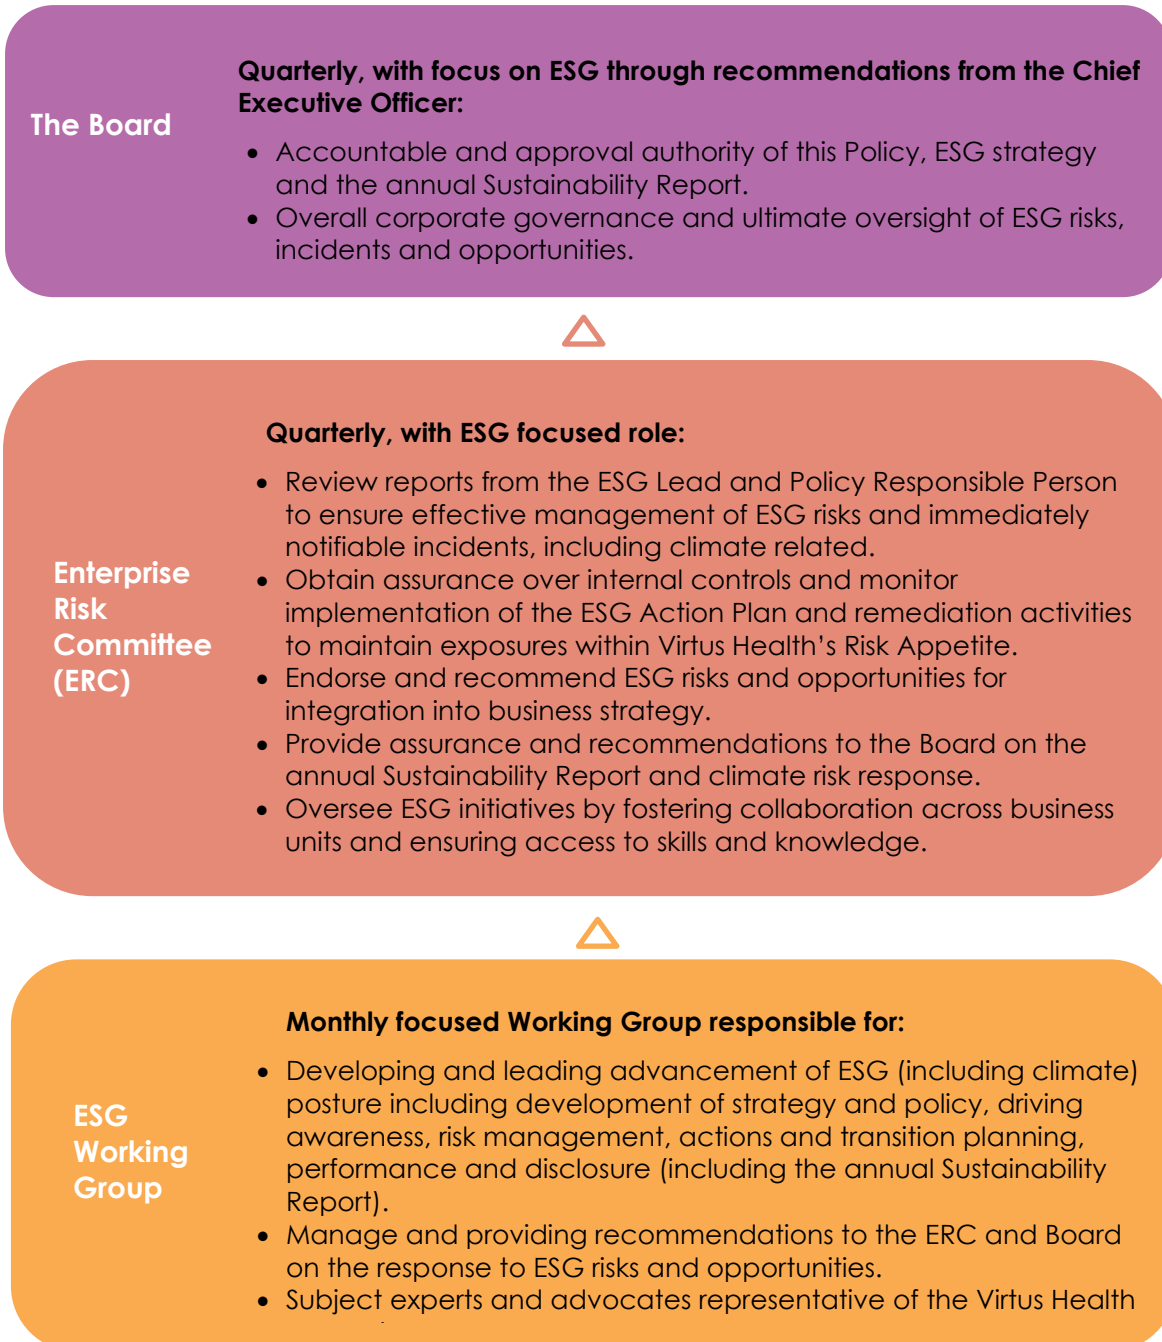 The Board
Quarterly, with focus on ESG through recommendations from the Chief
Executive Officer:
• Accountable and approval authority of this Policy, ESG strategy
and the annual Sustainability Report.
• Overall corporate governance and ultimate oversight of ESG risks,
incidents and opportunities.
Enterprise
Risk
Committee
(ERC)
Quarterly, with ESG focused role:
• Review reports from the ESG Lead and Policy Responsible Person
to ensure effective management of ESG risks and immediately
notifiable incidents, including climate related.
• Obtain assurance over internal controls and monitor
implementation of the ESG Action Plan and remediation activities
to maintain exposures within Virtus Health’s Risk Appetite.
• Endorse and recommend ESG risks and opportunities for
integration into business strategy.
• Provide assurance and recommendations to the Board on the
annual Sustainability Report and climate risk response.
• Oversee ESG initiatives by fostering collaboration across business
units and ensuring access to skills and knowledge.
ESG
Working
Group
Monthly focused Working Group responsible for:
• Developing and leading advancement of ESG (including climate)
posture including development of strategy and policy, driving
awareness, risk management, actions and transition planning,
performance and disclosure (including the annual Sustainability
Report).
• Manage and providing recommendations to the ERC and Board
on the response to ESG risks and opportunities.
• Subject experts and advocates representative of the Virtus Health